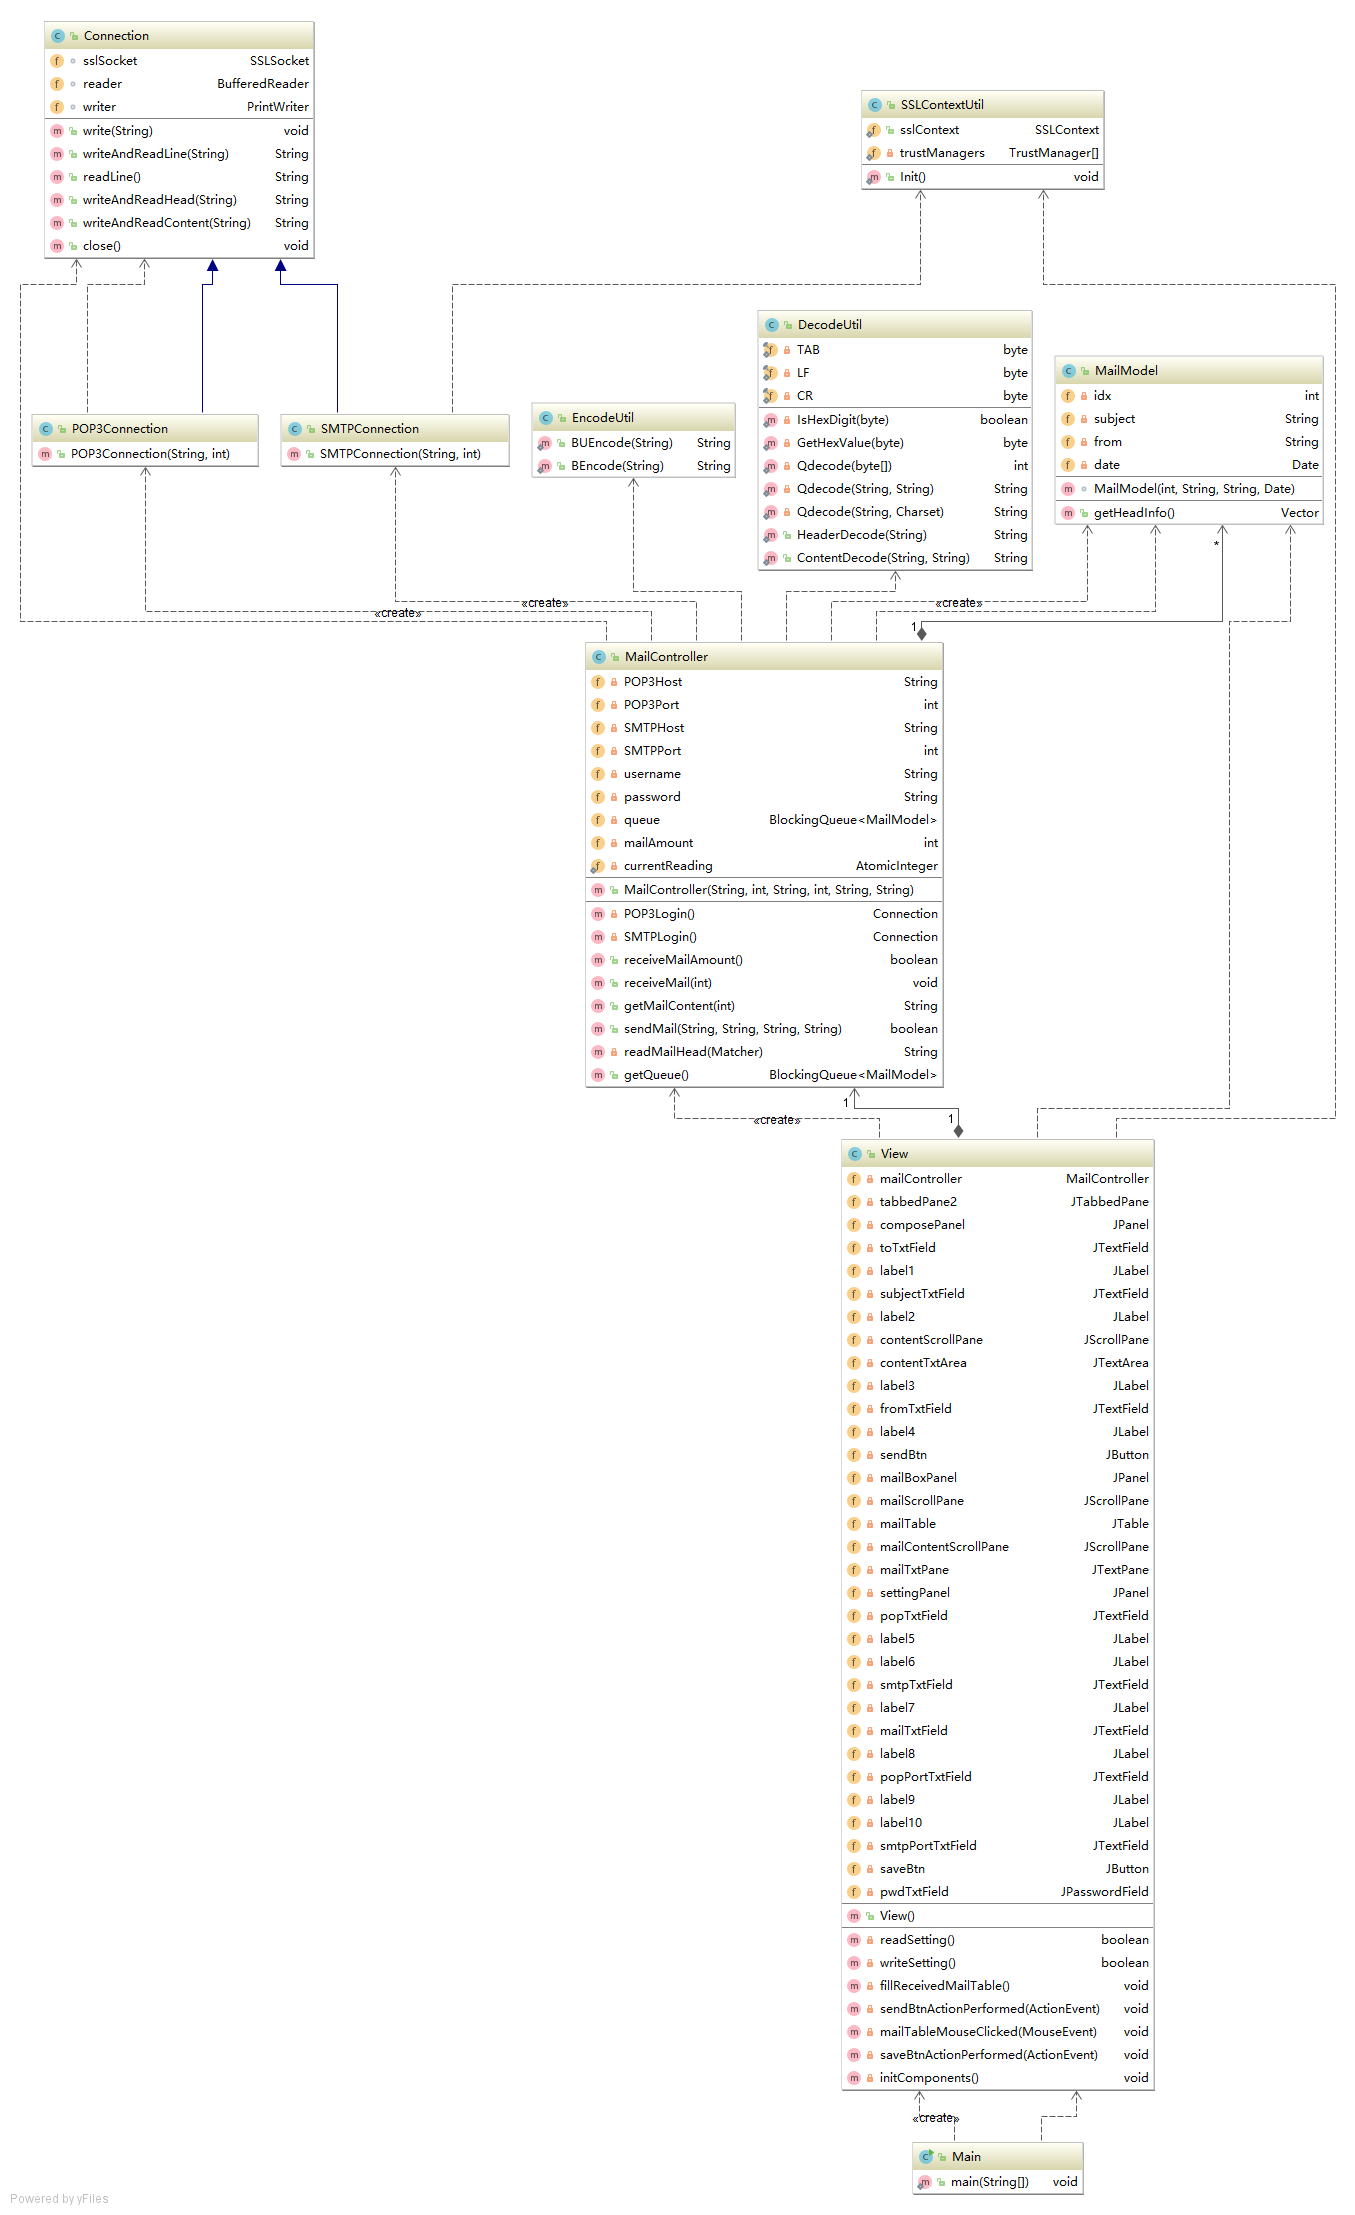 Connection
sslSocket SSLSocket
reader BufferedReader
writer PrintWriter
write(String) void
writeAndReadLine(String) String
readLine() String
writeAndReadHead(String) String
writeAndReadContent(String) String
close() void
SSLContextUtil
sslContext SSLContext
trustManagers TrustManager[]
Init() void
DecodeUtil
TAB byte
LF byte
CR byte
IsHexDigit(byte) boolean
GetHexValue(byte) byte
Qdecode(byte[]) int
Qdecode(String, String) String
Qdecode(String, Charset) String
HeaderDecode(String) String
ContentDecode(String, String) String
MailModel
idx int
subject String
from String
date Date
MailModel(int, String, String, Date)
getHeadInfo() Vector
EncodeUtil
BUEncode(String) String
BEncode(String) String
POP3Connection
POP3Connection(String, int)
SMTPConnection
SMTPConnection(String, int)
*
«create»
«create»
«create»
1
MailController
POP3Host String
POP3Port int
SMTPHost String
SMTPPort int
username String
password String
queue BlockingQueue<MailModel>
mailAmount int
currentReading AtomicInteger
MailController(String, int, String, int, String, String)
POP3Login() Connection
SMTPLogin() Connection
receiveMailAmount() boolean
receiveMail(int) void
getMailContent(int) String
sendMail(String, String, String, String) boolean
readMailHead(Matcher) String
getQueue() BlockingQueue<MailModel>
1
«create»
1
View
mailController MailController
tabbedPane2 JTabbedPane
composePanel JPanel
toTxtField JTextField
label1 JLabel
subjectTxtField JTextField
label2 JLabel
contentScrollPane JScrollPane
contentTxtArea JTextArea
label3 JLabel
fromTxtField JTextField
label4 JLabel
sendBtn JButton
mailBoxPanel JPanel
mailScrollPane JScrollPane
mailTable JTable
mailContentScrollPane JScrollPane
mailTxtPane JTextPane
settingPanel JPanel
popTxtField JTextField
label5 JLabel
label6 JLabel
smtpTxtField JTextField
label7 JLabel
mailTxtField JTextField
label8 JLabel
popPortTxtField JTextField
label9 JLabel
label10 JLabel
smtpPortTxtField JTextField
saveBtn JButton
pwdTxtField JPasswordField
View()
readSetting() boolean
writeSetting() boolean
fillReceivedMailTable() void
sendBtnActionPerformed(ActionEvent) void
mailTableMouseClicked(MouseEvent) void
saveBtnActionPerformed(ActionEvent) void
initComponents() void
«create»
Main
main(String[]) void
Powered by yFiles